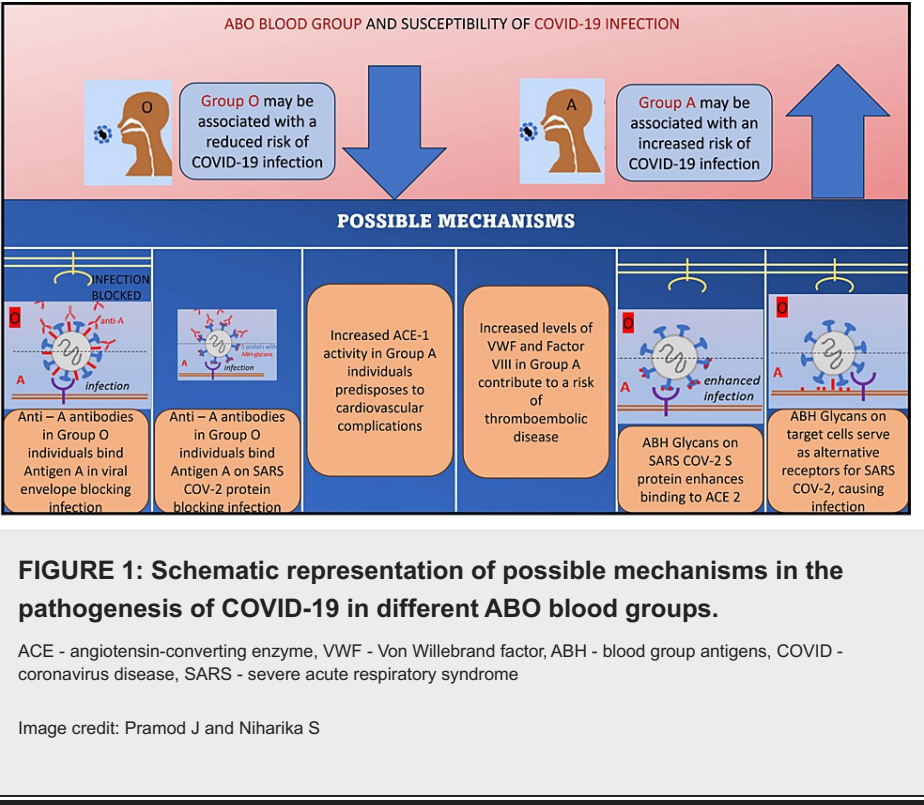 ABO BLOOD GROUP AND SUSCEPTIBILITY OF COVID-19 INFECTION
O
Group O may be
associated with a
reduced risk of
COVID-19 infection
A
Group A may be
associated with an
increased risk of
COVID-19 infection
POSSIBLE MECHANISMS
INFECTION
BLOCKED
O
anti-A
A
infection
Anti – A antibodies
in Group O
individuals bind
Antigen A in viral
envelope blocking
infection
S protein with
ABH-glycans
A
infection
Anti – A antibodies
in Group O
individuals bind
Antigen A on SARS
COV-2 protein
blocking infection
Increased ACE-1
activity in Group A
individuals
predisposes to
cardiovascular
complications
Increased levels of
VWF and Factor
VIII in Group A
contribute to a risk
of
thromboembolic
disease
O
A
enhanced
infection
ABH Glycans on
SARS COV-2 S
protein enhances
binding to ACE 2
O
A
ABH Glycans on
target cells serve
as alternative
receptors for SARS
COV-2, causing
infection
FIGURE 1: Schematic representation of possible mechanisms in the
pathogenesis of COVID-19 in different ABO blood groups.
ACE - angiotensin-converting enzyme, VWF - Von Willebrand factor, ABH - blood group antigens, COVID -
coronavirus disease, SARS - severe acute respiratory syndrome
Image credit: Pramod J and Niharika S